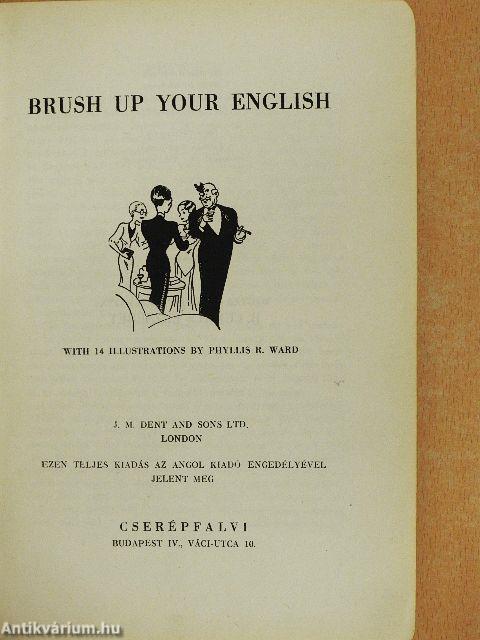 BRUSH UP YOUR ENGLISH
WITH 14 ILLUSTRATIONS BY PHYLLIS R. WARD
J. M. DENT AND SONS LTD.
LONDON
EZEN TELJES KIADÁS AZ ANGOL KIADÓ ENGEDÉLYÉVEL
JELENT MEG
CSERÉPFALVI
BUDAPEST IV., VÁCI-UTCA 10.
Antikvárium.hu